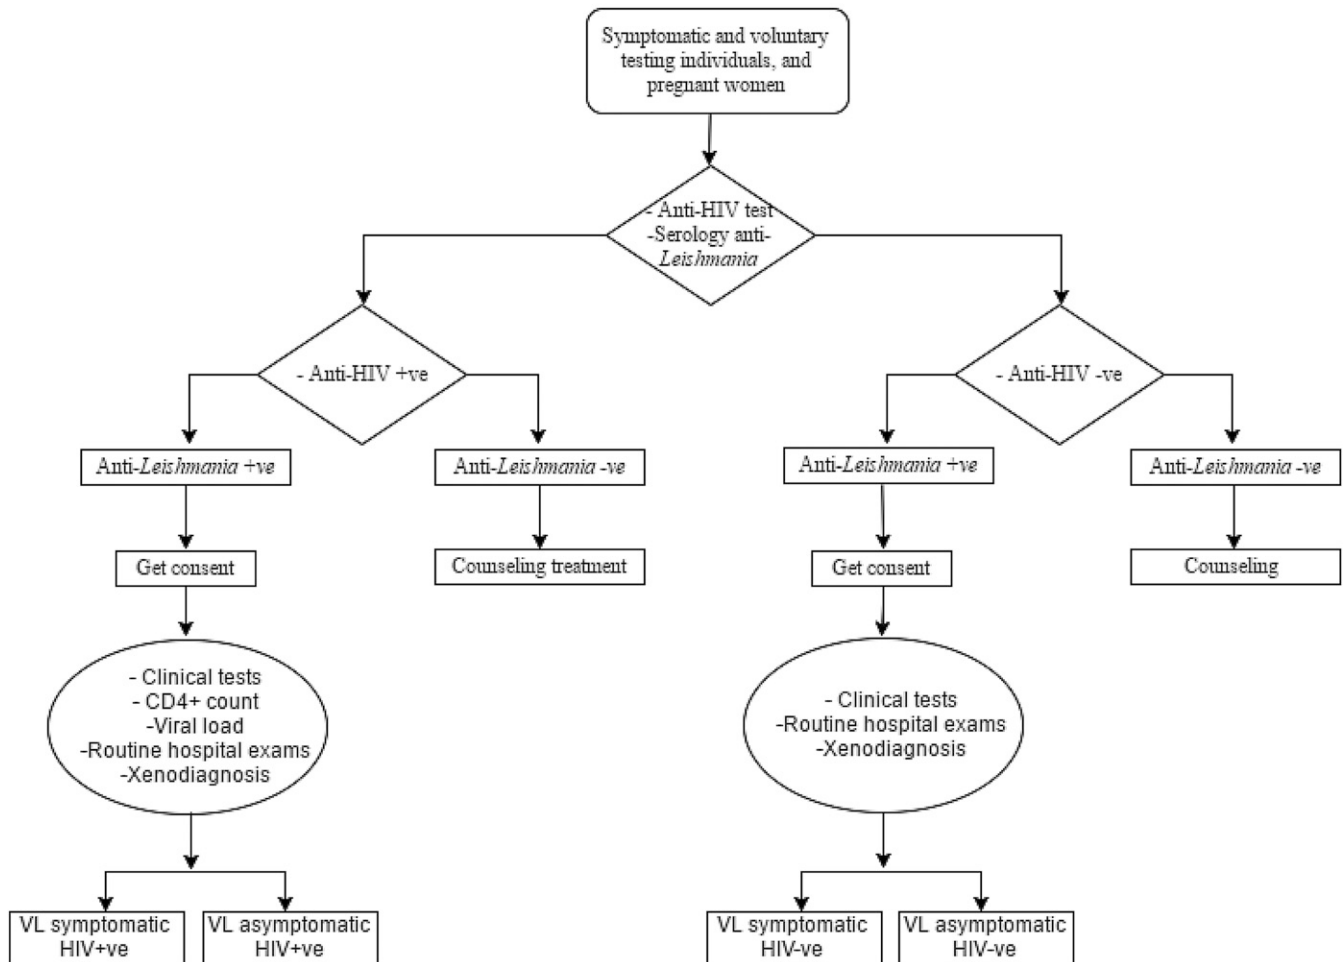 Symptomatic and voluntary
testing individuals, and
pregnant women
- Anti-HIV test
-Serology anti-
Leishmania
- Anti-HIV +ve
- Anti-HIV -ve
Anti-Leishmania +ve
Anti-Leishmania -ve
Anti-Leishmania +ve
Anti-Leishmania -ve
Get consent
Counseling treatment
Get consent
Counseling
- Clinical tests
- CD4+ count
-Viral load
-Routine hospital exams
-Xenodiagnosis
- Clinical tests
-Routine hospital exams
-Xenodiagnosis
VL symptomatic
HIV+ve
VL asymptomatic
HIV+ve
VL symptomatic
HIV-ve
VL asymptomatic
HIV-ve